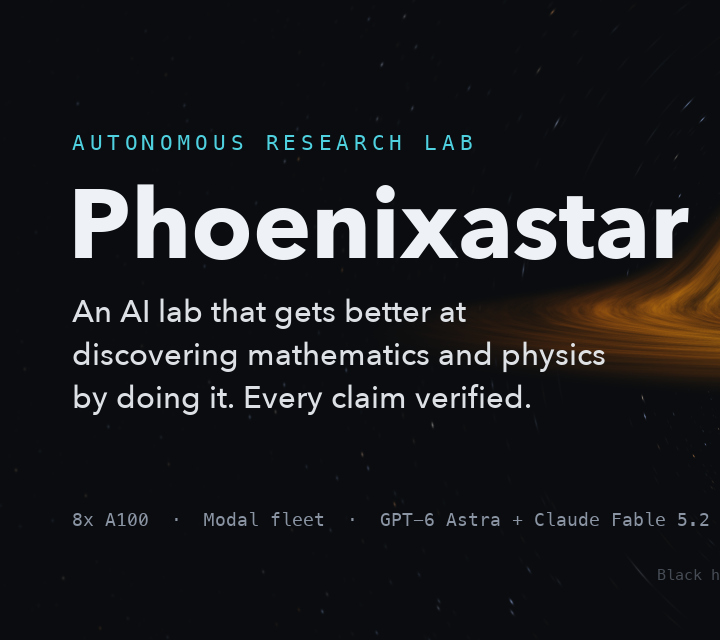 AUTONOMOUS RESEARCH LAB
Phoenixastar
An AI lab that gets better at
discovering mathematics and physics
by doing it. Every claim verified.
8x A100 · Modal fleet · GPT–6 Astra + Claude Fable 5.2
Black